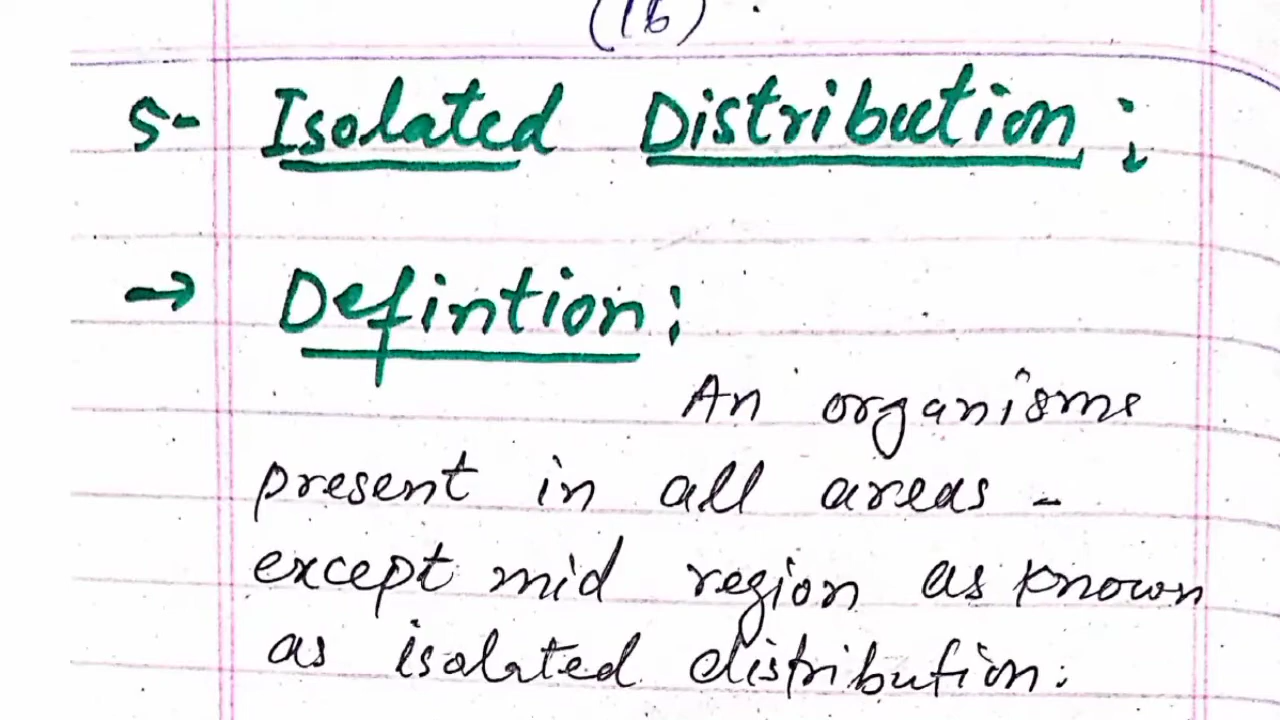 (16)
5- Isolated Distribution:
→ Defintion:
An organisms
present in all areas -
except mid region as known
as isolated distribution.